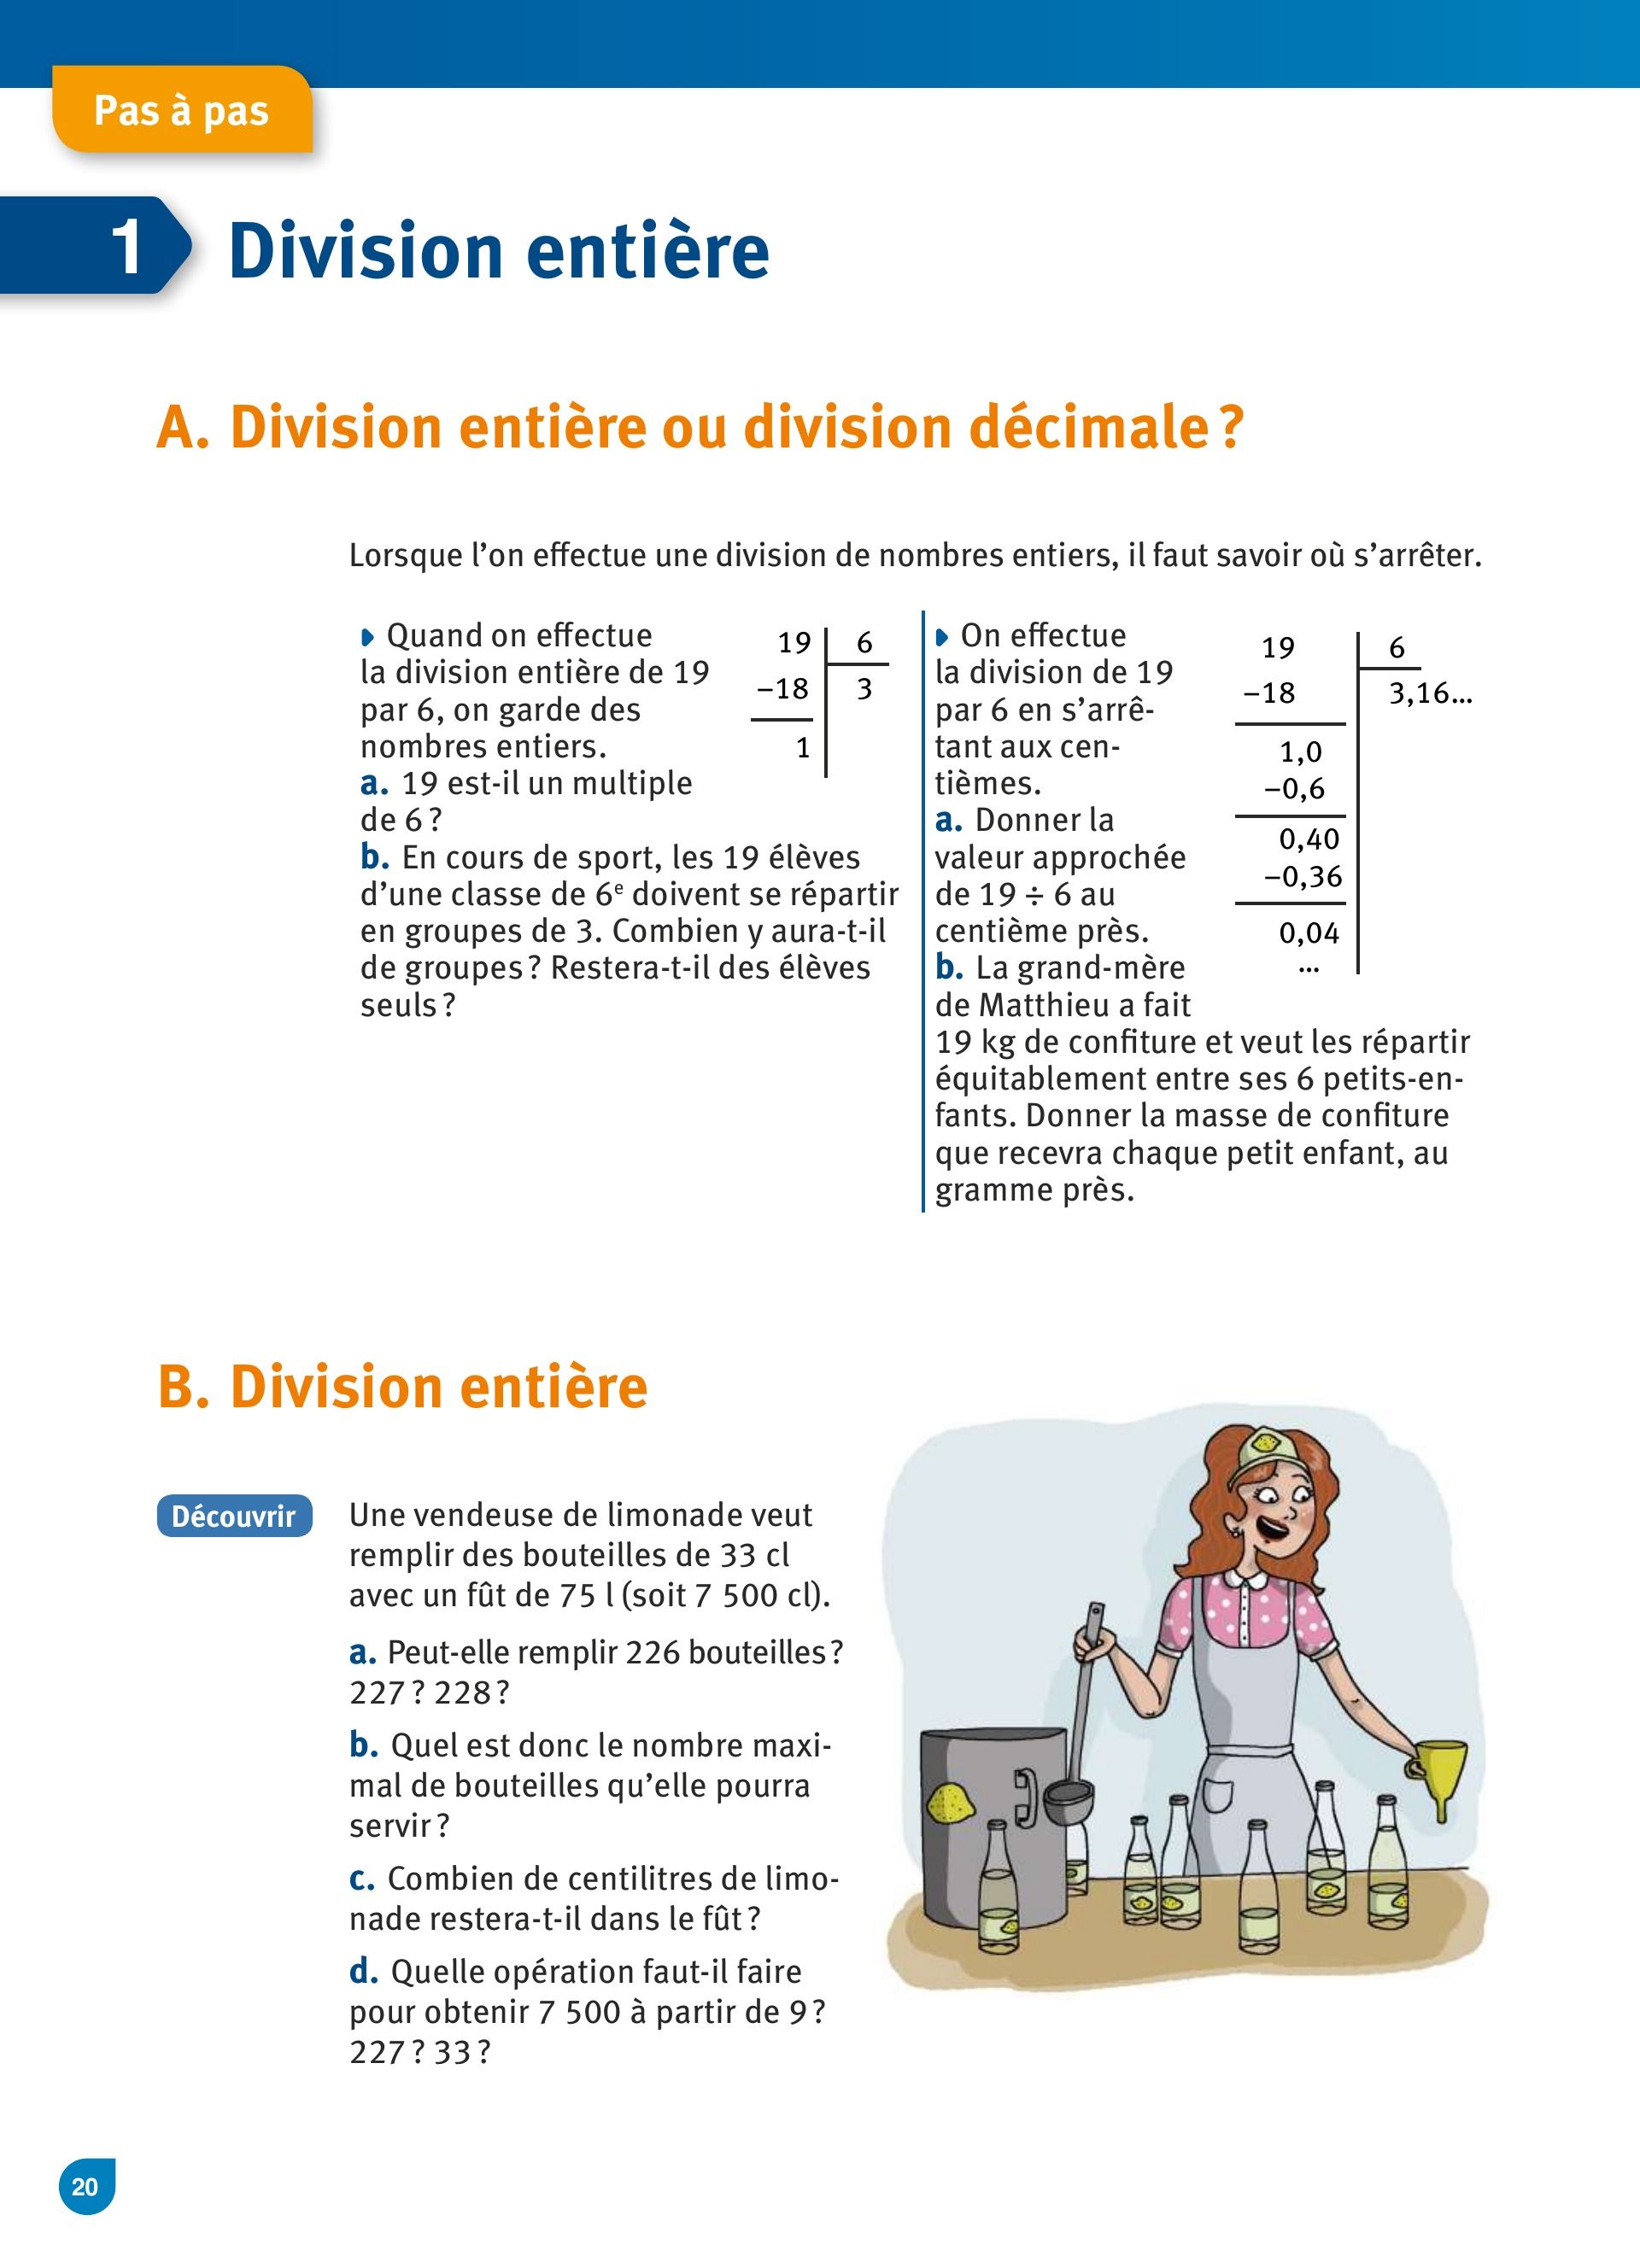 Pas à pas
1 Division entière
A. Division entière ou division décimale ?
Lorsque l’on effectue une division de nombres entiers, il faut savoir où s’arrêter.
Quand on effectue
la division entière de 19
par 6, on garde des
nombres entiers.
a. 19 est-il un multiple
de 6 ?
b. En cours de sport, les 19 élèves
d’une classe de 6e doivent se répartir
en groupes de 3. Combien y aura-t-il
de groupes ? Restera-t-il des élèves
seuls ?
19 6
–18 3
1
On effectue
la division de 19
par 6 en s’arrê-
tant aux cen-
tièmes.
a. Donner la
valeur approchée
de 19 ÷ 6 au
centième près.
b. La grand-mère
de Matthieu a fait
19 kg de confiture et veut les répartir
équitablement entre ses 6 petits-en-
fants. Donner la masse de confiture
que recevra chaque petit enfant, au
gramme près.
19 6
–18 3,16...
1,0
–0,6
0,40
–0,36
0,04
...
B. Division entière
Découvrir
Une vendeuse de limonade veut
remplir des bouteilles de 33 cl
avec un fût de 75 l (soit 7 500 cl).
a. Peut-elle remplir 226 bouteilles ?
227 ? 228 ?
b. Quel est donc le nombre maxi-
mal de bouteilles qu’elle pourra
servir ?
c. Combien de centilitres de limo-
nade restera-t-il dans le fût ?
d. Quelle opération faut-il faire
pour obtenir 7 500 à partir de 9 ?
227 ? 33 ?
20